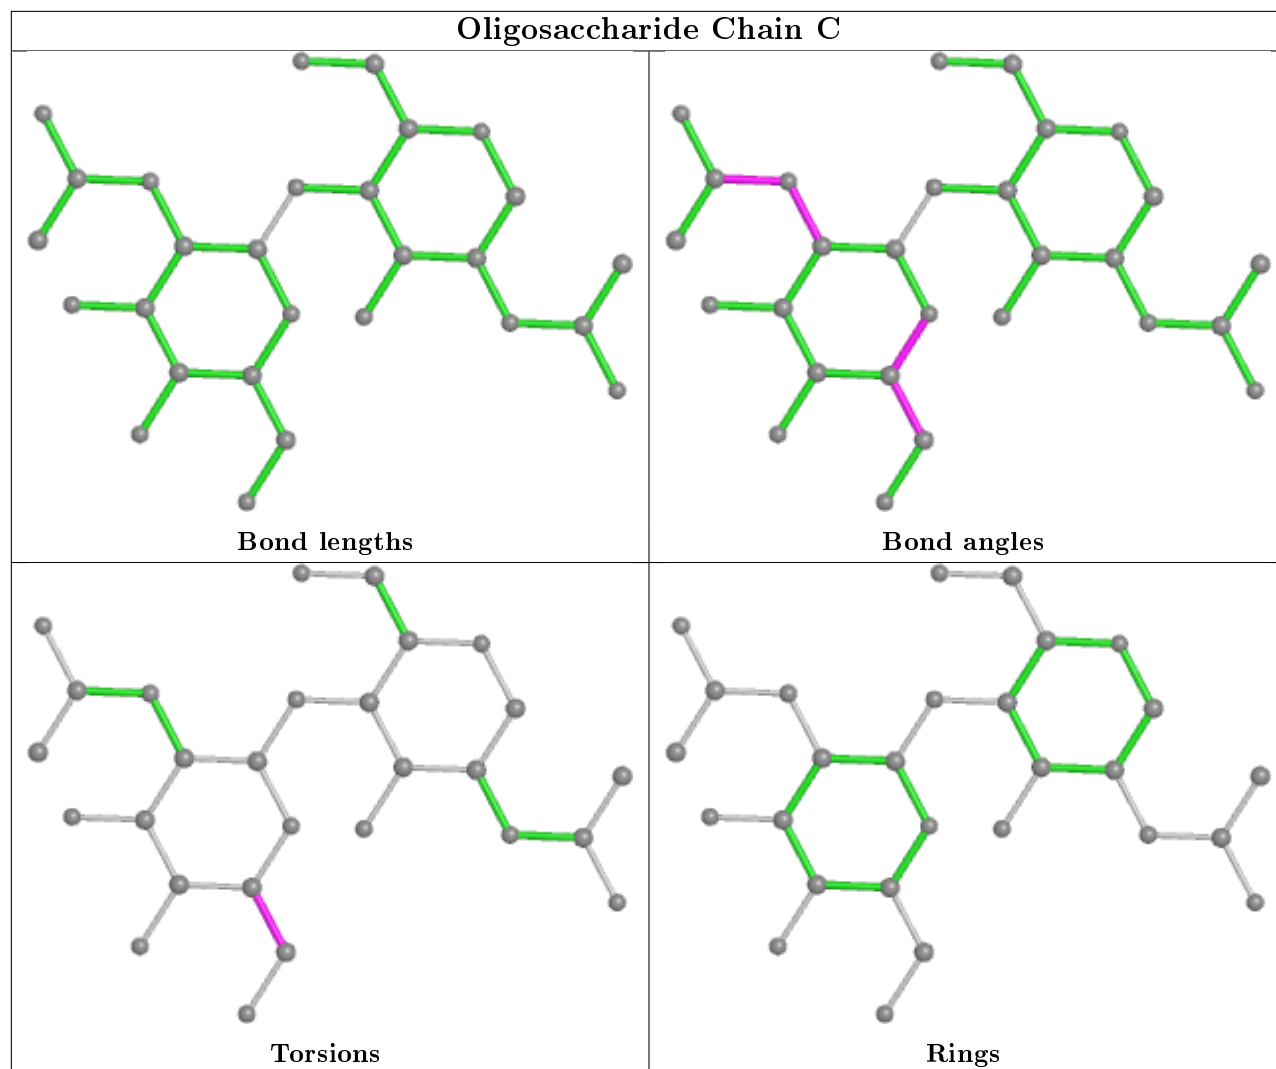 Oligosaccharide Chain C
Bond lengths
Bond angles
Torsions
Rings